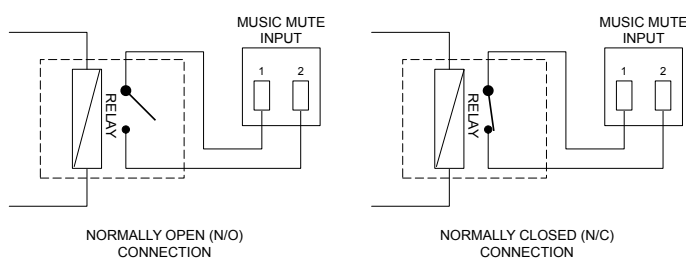 MUSIC MUTE
INPUT
1 2
RELAY
NORMALLY OPEN (N/O)
CONNECTION
MUSIC MUTE
INPUT
1 2
RELAY
NORMALLY CLOSED (N/C)
CONNECTION